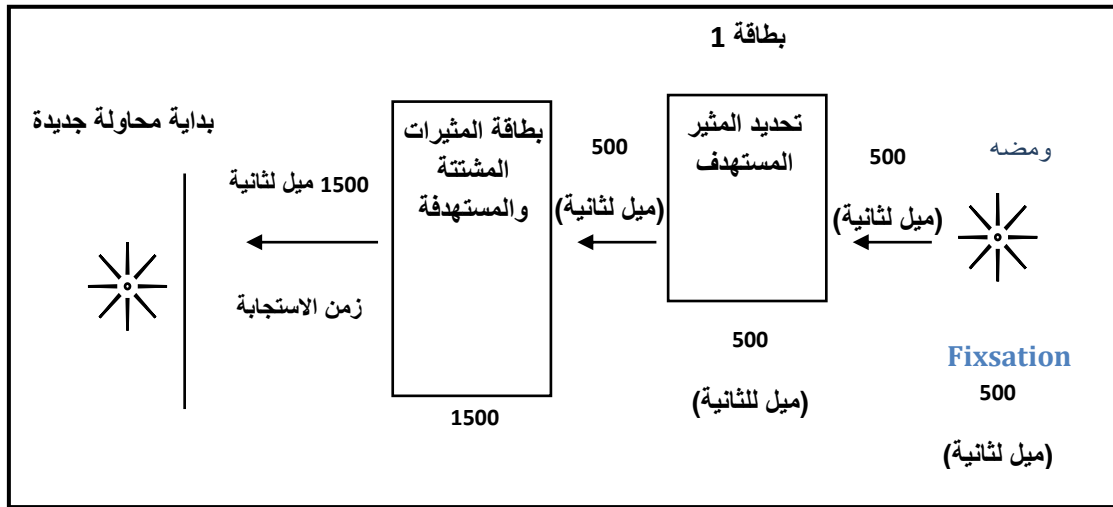 بطاقة 1
ومضه
500
(ميل لثانية)
Fixsation
500
(ميل لثانية)
تحديد المثير
المستهدف
500
(ميل للثانية)
500
(ميل لثانية)
بطاقة المثيرات
المشتتة
والمستهدفة
1500
1500 ميل لثانية
زمن الاستجابة
بداية محاولة جديدة